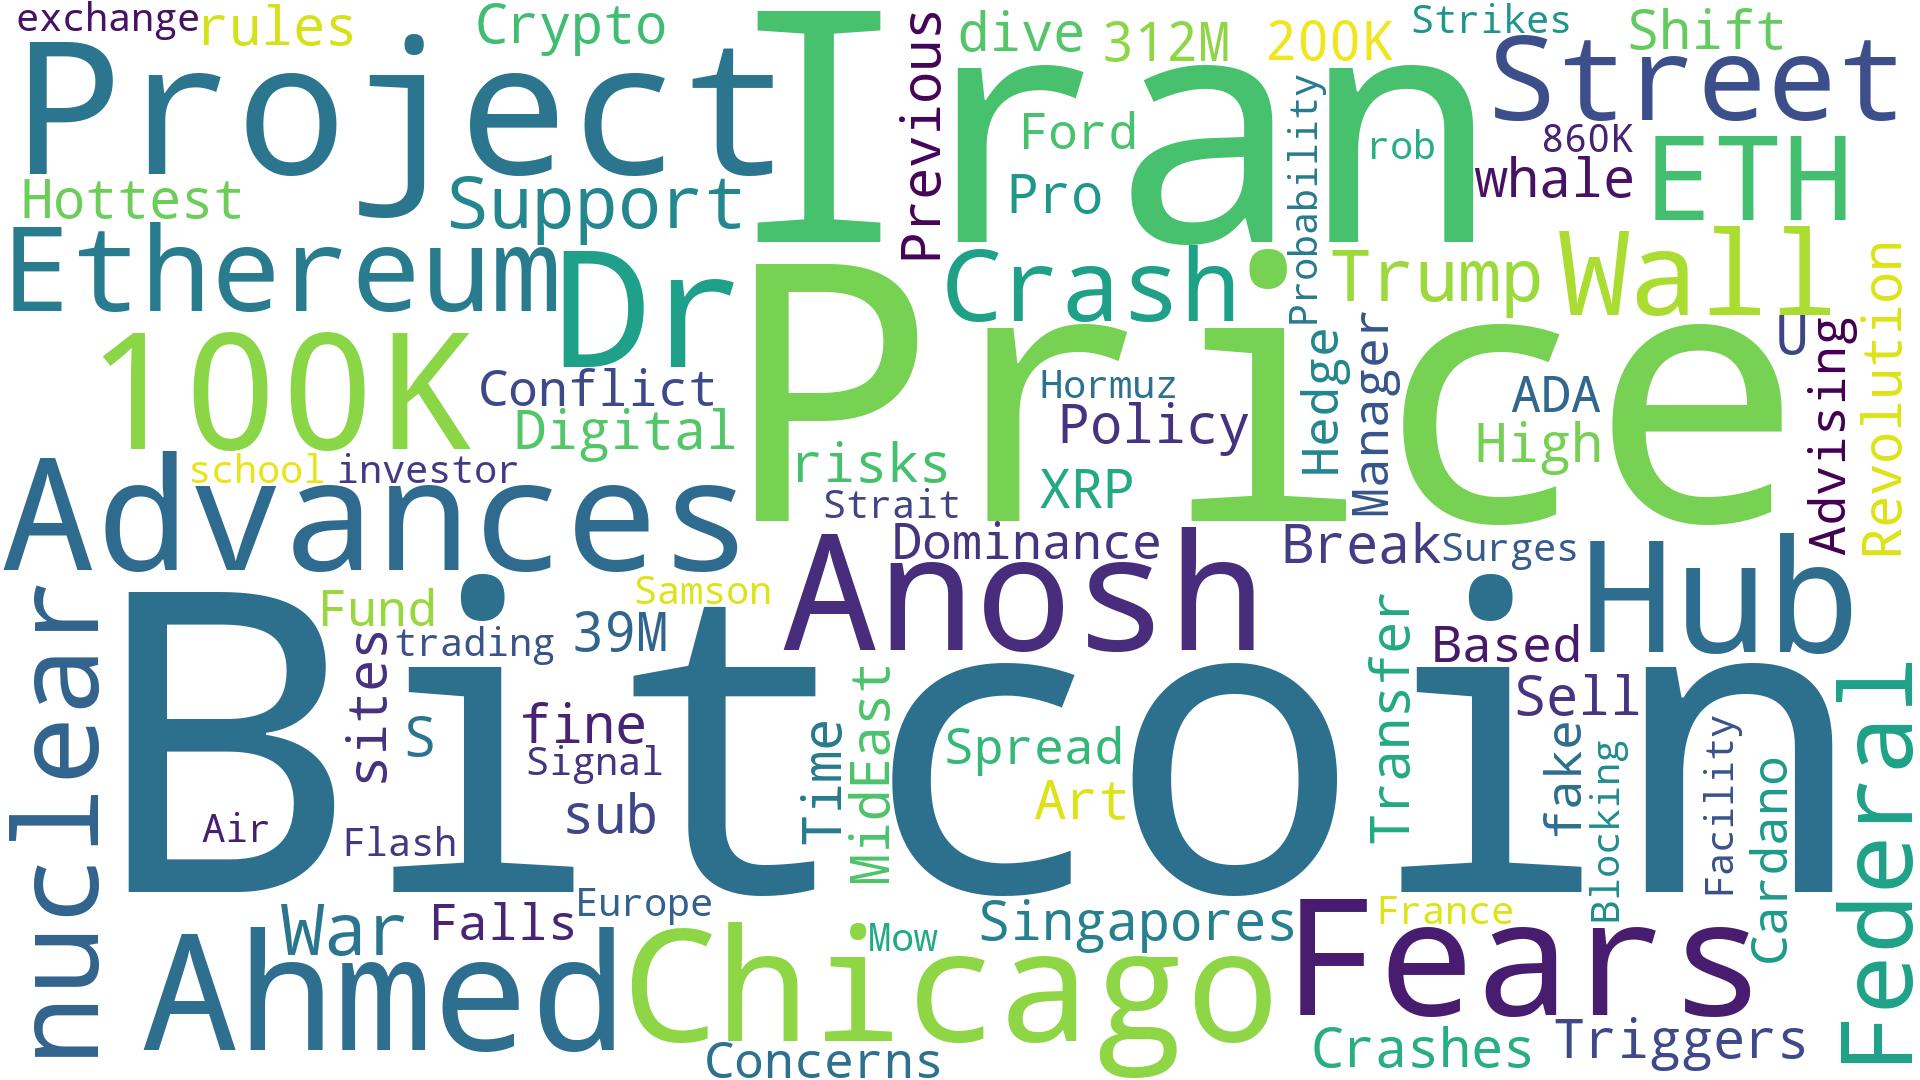 exchange
rules
Crypto
Iran
Previous
dive
312M
200K
Strikes
Shift
Project
Street
Ford
Probability
rob
860K
ETH
Hottest
Support
Pro
whale
Ethereum
Dr
Crash
Trump
Wall
Revolution
100K
Price
Conflict
Hormuz
Hedge
Manager
ADA
U
Advising
Digital
Policy
High
school
investor
risks
XRP
Advances
Strait
Anosh
Dominance
Break
Surges
Hub
nuclear
Bitcoin
Fund
Samson
sites
trading
39M
Transfer
Based
Federal
S
fine
Time
MidEast
Spread
Sell
fake
Signal
Blocking
Facility
Cardano
Air
Flash
sub
Art
War
Falls
Europe
Ahmed
Chicago
Mow
Singapores
Fears
France
Concerns
Crashes
Triggers